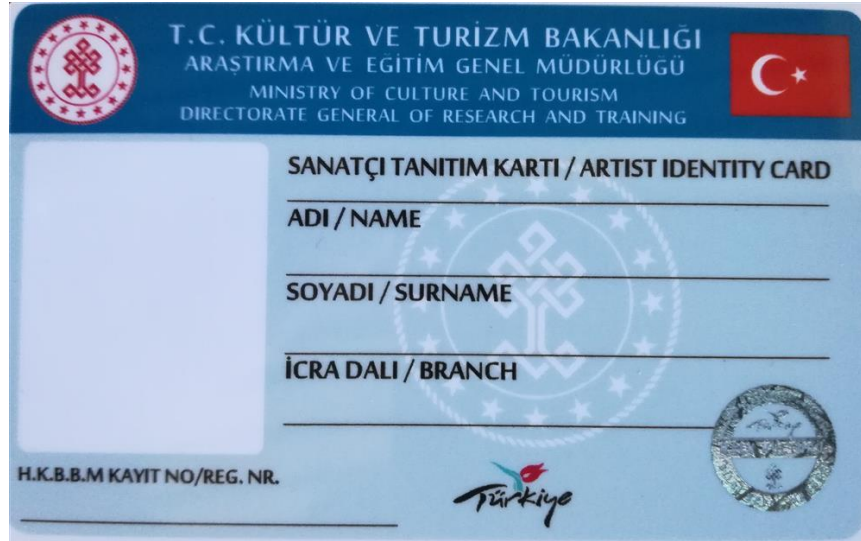 T.C. KÜLTÜR VE TURİZM BAKANLIĞI
ARAŞTIRMA VE EĞİTİM GENEL MÜDÜRLÜĞÜ
MINISTRY OF CULTURE AND TOURISM
DIRECTORATE GENERAL OF RESEARCH AND TRAINING
SANATÇI TANITIM KARTI / ARTIST IDENTITY CARD
ADI / NAME
SOYADI / SURNAME
İCRA DALI / BRANCH
H.K.B.B.M KAYIT NO/REG. NR.
Türkiye